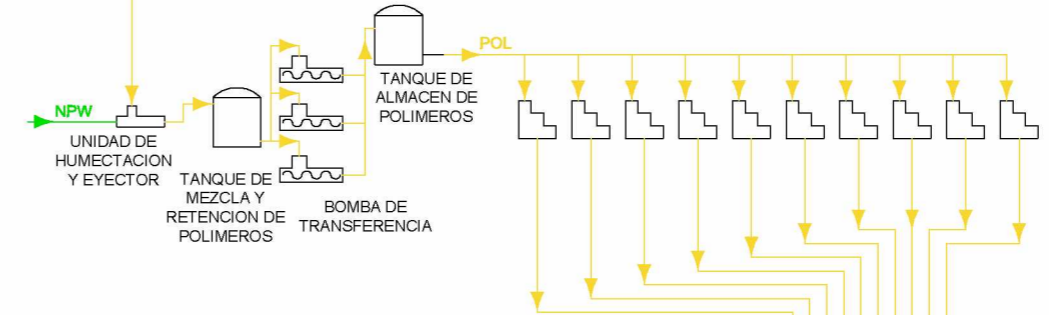 NPW
UNIDAD DE
HUMECTACION
Y EYECTOR
TANQUE DE
MEZCLA Y
RETENCION DE
POLIMEROS
BOMBA DE
TRANSFERENCIA
TANQUE DE
ALMACEN DE
POLIMEROS
POL